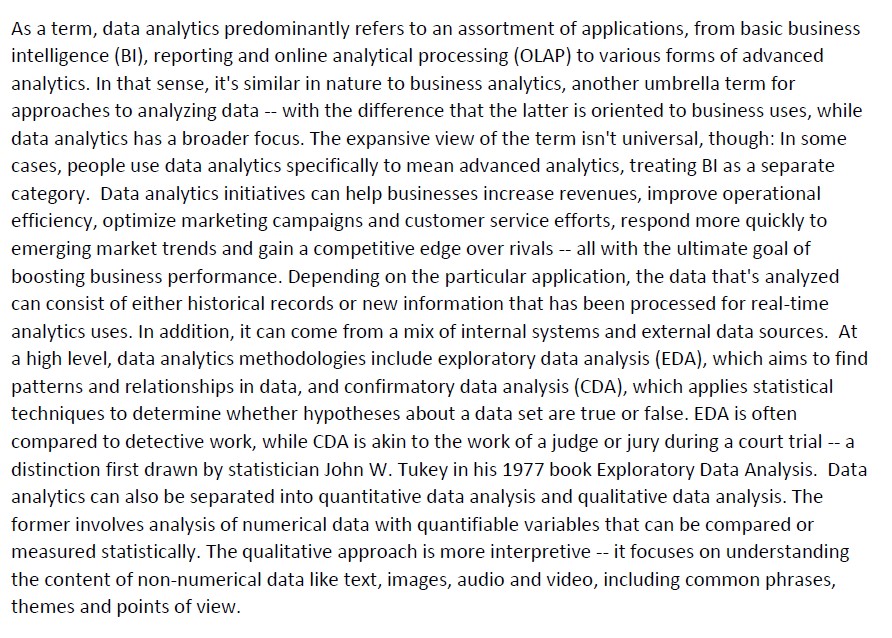 As a term, data analytics predominantly refers to an assortment of applications, from basic business
intelligence (BI), reporting and online analytical processing (OLAP) to various forms of advanced
analytics. In that sense, it's similar in nature to business analytics, another umbrella term for
approaches to analyzing data -- with the difference that the latter is oriented to business uses, while
data analytics has a broader focus. The expansive view of the term isn't universal, though: In some
cases, people use data analytics specifically to mean advanced analytics, treating BI as a separate
category.  Data analytics initiatives can help businesses increase revenues, improve operational
efficiency, optimize marketing campaigns and customer service efforts, respond more quickly to
emerging market trends and gain a competitive edge over rivals -- all with the ultimate goal of
boosting business performance. Depending on the particular application, the data that's analyzed
can consist of either historical records or new information that has been processed for real-time
analytics uses. In addition, it can come from a mix of internal systems and external data sources.  At
a high level, data analytics methodologies include exploratory data analysis (EDA), which aims to find
patterns and relationships in data, and confirmatory data analysis (CDA), which applies statistical
techniques to determine whether hypotheses about a data set are true or false. EDA is often
compared to detective work, while CDA is akin to the work of a judge or jury during a court trial -- a
distinction first drawn by statistician John W. Tukey in his 1977 book Exploratory Data Analysis.  Data
analytics can also be separated into quantitative data analysis and qualitative data analysis. The
former involves analysis of numerical data with quantifiable variables that can be compared or
measured statistically. The qualitative approach is more interpretive -- it focuses on understanding
the content of non-numerical data like text, images, audio and video, including common phrases,
themes and points of view.